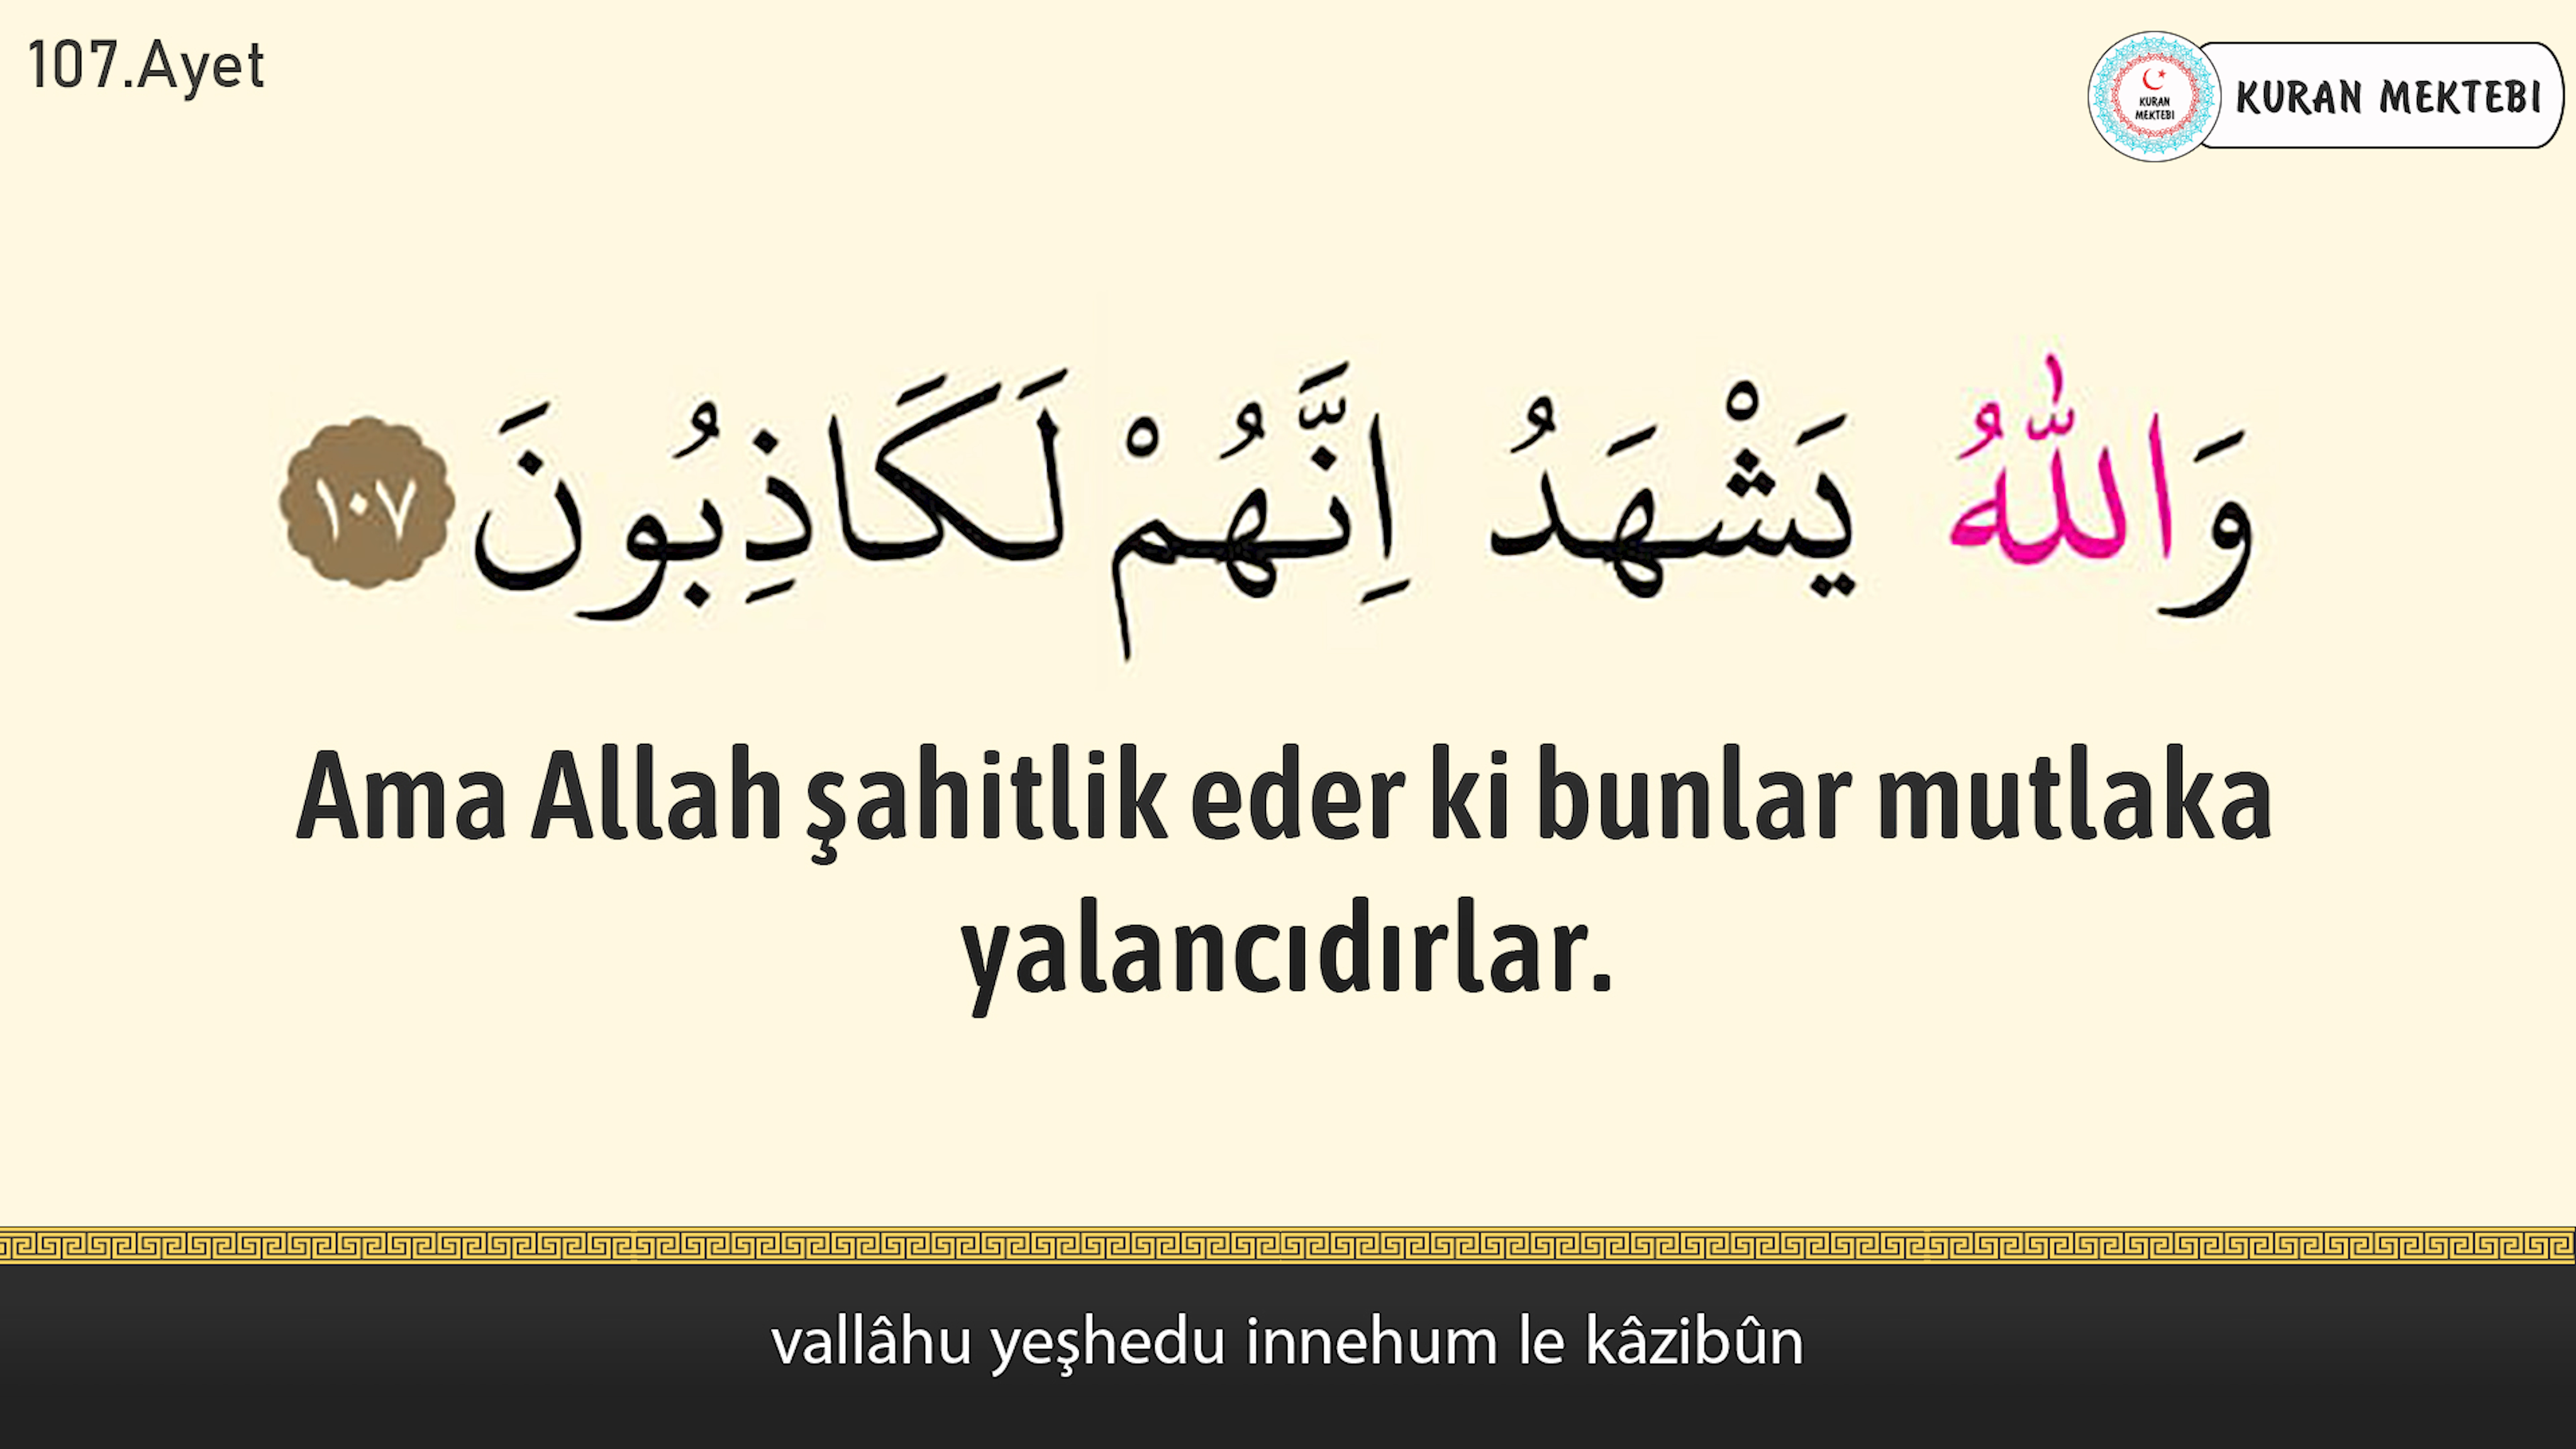 107.Ayet
KURAN
MEKTEBI
KURAN MEKTEBI
وَاللّٰهُ يَشْهَدُ اِنَّهُمْ لَكَاذِبُونَ ١٠٧
Ama Allah şahitlik eder ki bunlar mutlaka
yalancıdırlar.
vallâhu yeşhedu innehum le kâzibûn